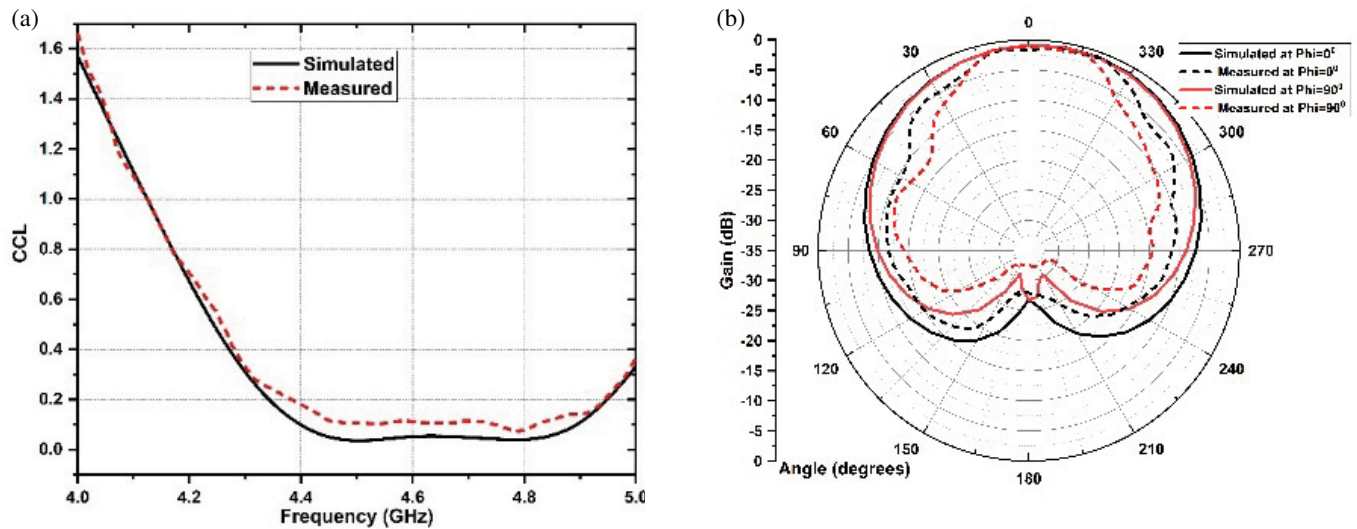 (a)
1.6
1.4
1.2
1.0
0.8
0.6
0.4
0.2
0.0
CCL
Simulated
Measured
4.0 4.2 4.4 4.6 4.8 5.0
Frequency (GHz)
(b)
0
-5
-10
-15
-20
-25
-30
-35
-30
-25
-20
-15
-10
-5
0
Gain (dB)
0
30
60
90
120
150
180
210
240
270
300
330
Simulated at Phi=0⁰
Measured at Phi=0⁰
Simulated at Phi=90⁰
Measured at Phi=90⁰
Angle (degrees)